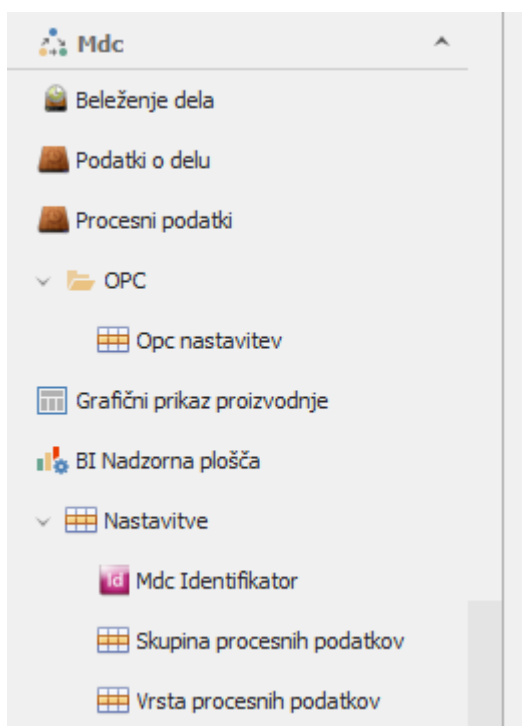 Mdc
Beleženje dela
Podatki o delu
Procesni podatki
OPC
Opc nastavitev
Grafični prikaz proizvodnje
BI Nadzorna plošča
Nastavitve
Id Mdc Identifikator
Skupina procesnih podatkov
Vrsta procesnih podatkov